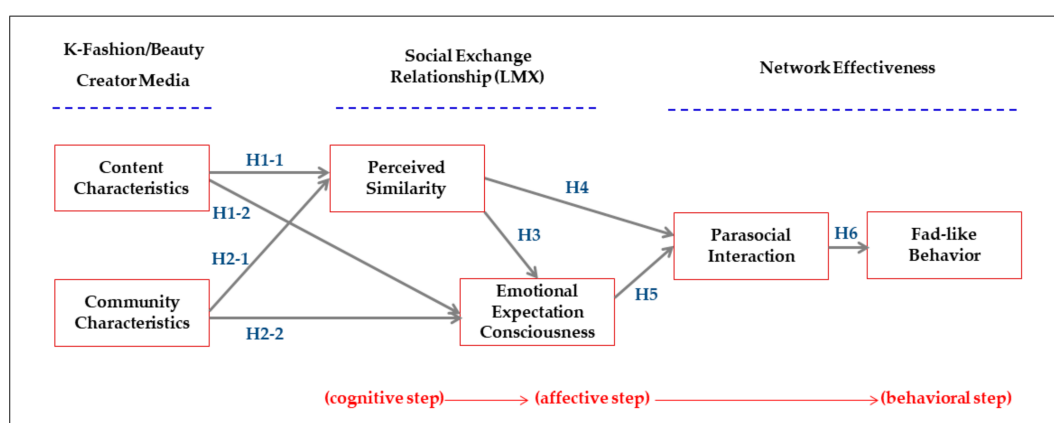 K-Fashion/Beauty
Creator Media
Social Exchange
Relationship (LMX)
Network Effectiveness
Content
Characteristics
H1-1
Perceived
Similarity
H1-2
H4
H3
Parasocial
Interaction
H6
Fad-like
Behavior
H2-1
Community
Characteristics
H2-2
Emotional
Expectation
Consciousness
H5
(cognitive step)
(affective step)
(behavioral step)